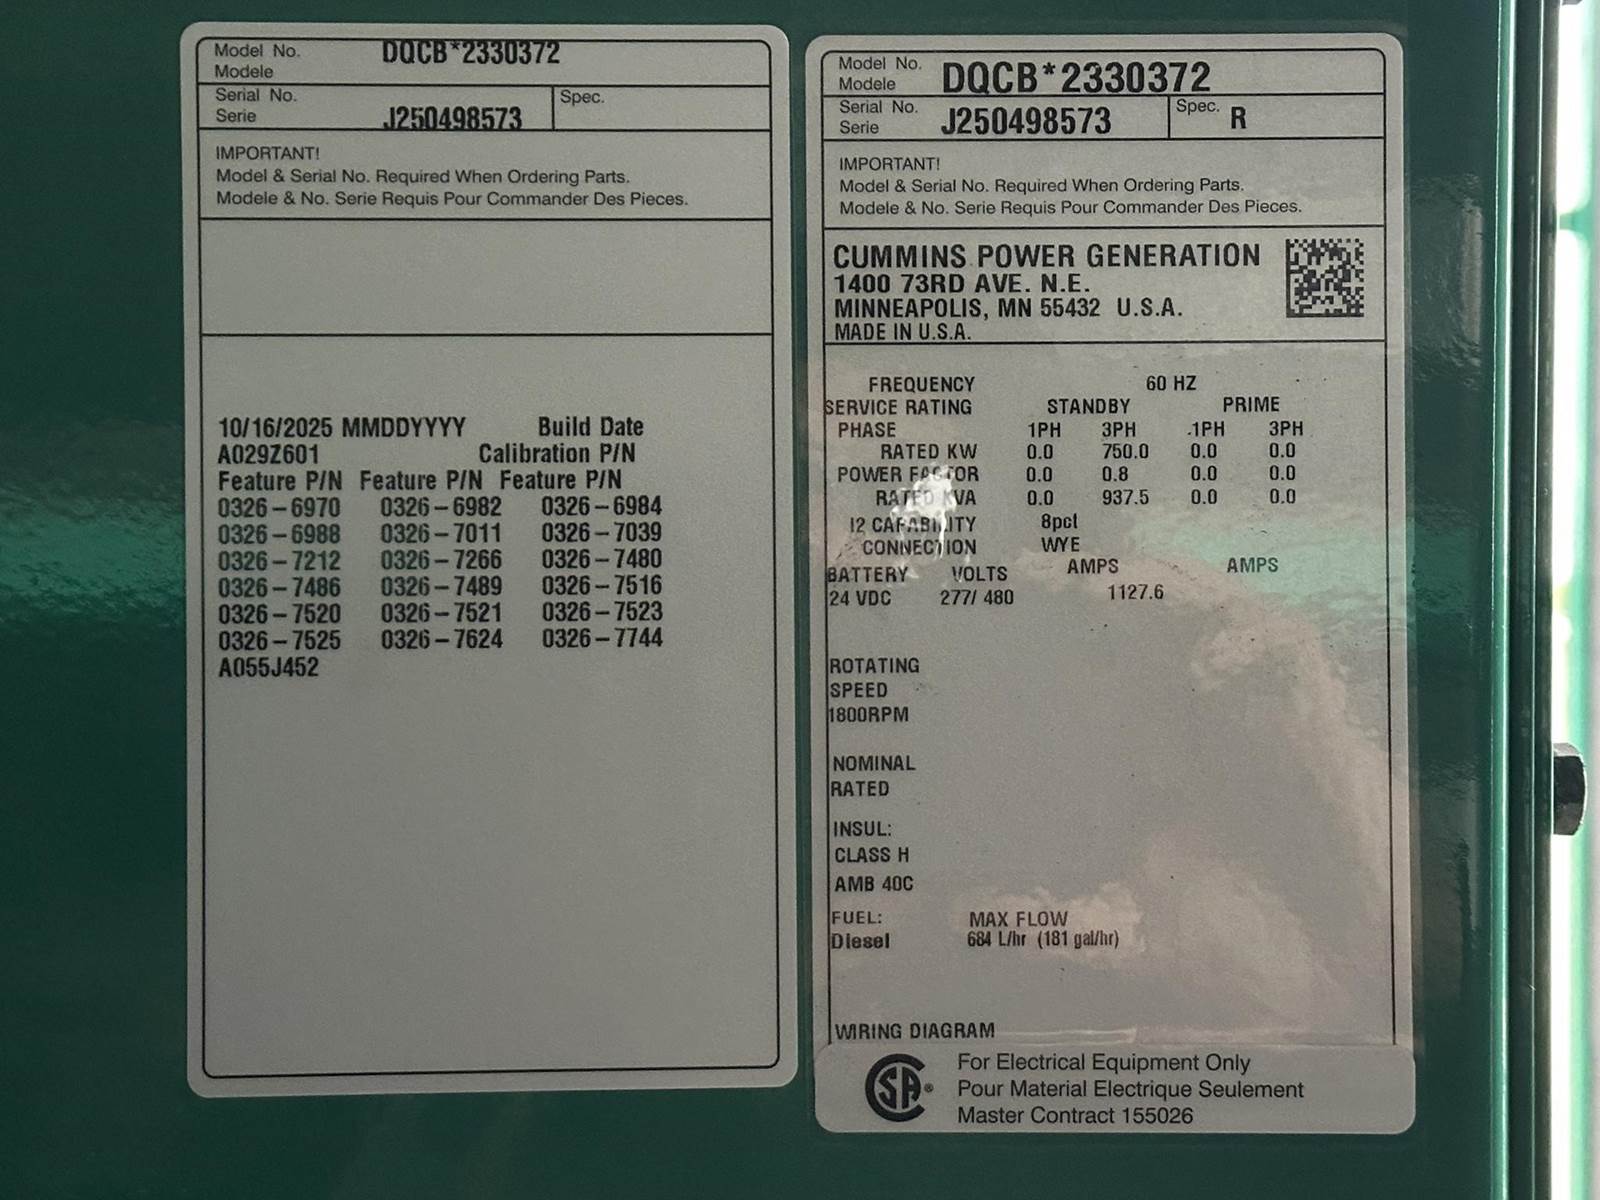 Model No. DQCB*2330372
Modele
Serial No. Spec.
Serie J250498573
IMPORTANT!
Model & Serial No. Required When Ordering Parts.
Modele & No. Serie Requis Pour Commander Des Pieces.
10/16/2025 MMDDYYYY Build Date
A029Z601 Calibration P/N
Feature P/N Feature P/N Feature P/N
0326-6970 0326-6982 0326-6984
0326-6988 0326-7011 0326-7039
0326-7212 0326-7266 0326-7480
0326-7486 0326-7489 0326-7516
0326-7520 0326-7521 0326-7523
0326-7525 0326-7624 0326-7744
A055J452
Model No. DQCB*2330372
Modele
Serial No. J250498573 Spec. R
Serie
IMPORTANT!
Model & Serial No. Required When Ordering Parts.
Modele & No. Serie Requis Pour Commander Des Pieces.
CUMMINS POWER GENERATION
1400 73RD AVE. N.E.
MINNEAPOLIS, MN 55432 U.S.A.
MADE IN U.S.A.
FREQUENCY 60 HZ
SERVICE RATING STANDBY PRIME
PHASE 1PH 3PH 1PH 3PH
RATED KW 0.0 750.0 0.0 0.0
POWER FACTOR 0.0 0.8 0.0 0.0
RATED KVA 0.0 937.5 0.0 0.0
I2 CAPABILITY 8pct
CONNECTION WYE
BATTERY VOLTS AMPS AMPS
24 VDC 277/ 480 1127.6
ROTATING
SPEED
1800RPM
NOMINAL
RATED
INSUL:
CLASS H
AMB 40C
FUEL: MAX FLOW
Diesel 684 L/hr (181 gal/hr)
WIRING DIAGRAM
SA® For Electrical Equipment Only
Pour Material Electrique Seulement
Master Contract 155026